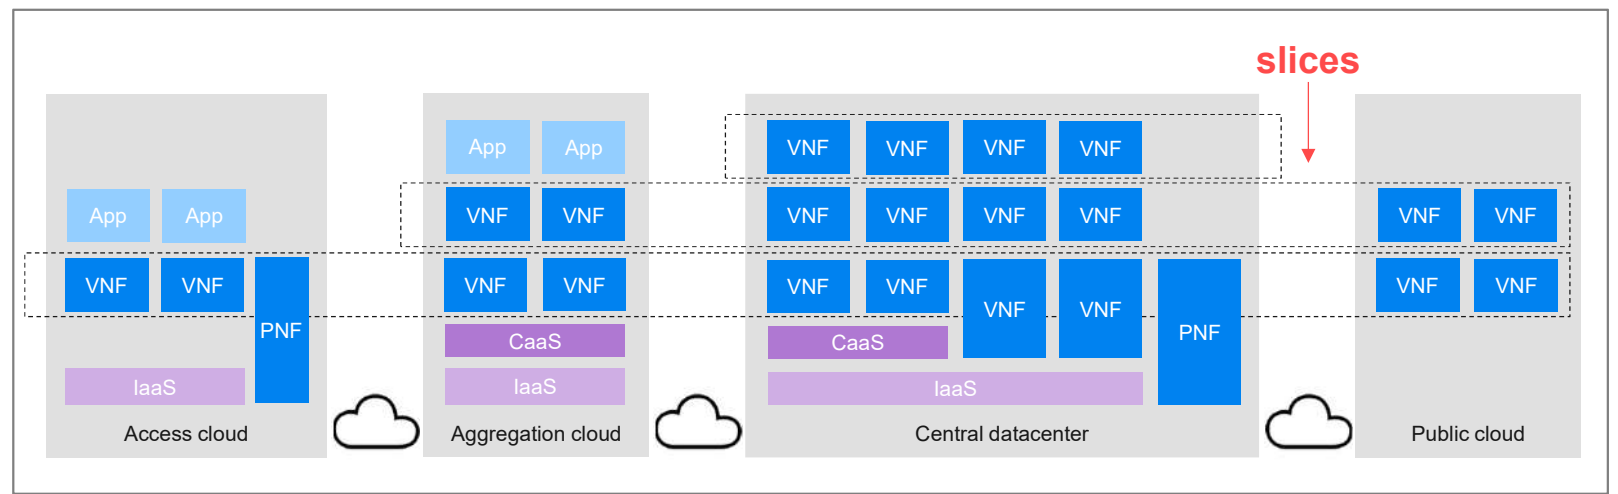 slices
VNF VNF VNF VNF
App App
App App
VNF VNF
VNF VNF VNF VNF
VNF VNF
VNF VNF
PNF
VNF VNF
VNF VNF
VNF
VNF
PNF
VNF VNF
CaaS
CaaS
IaaS
IaaS
IaaS
Access cloud
Aggregation cloud
Central datacenter
Public cloud